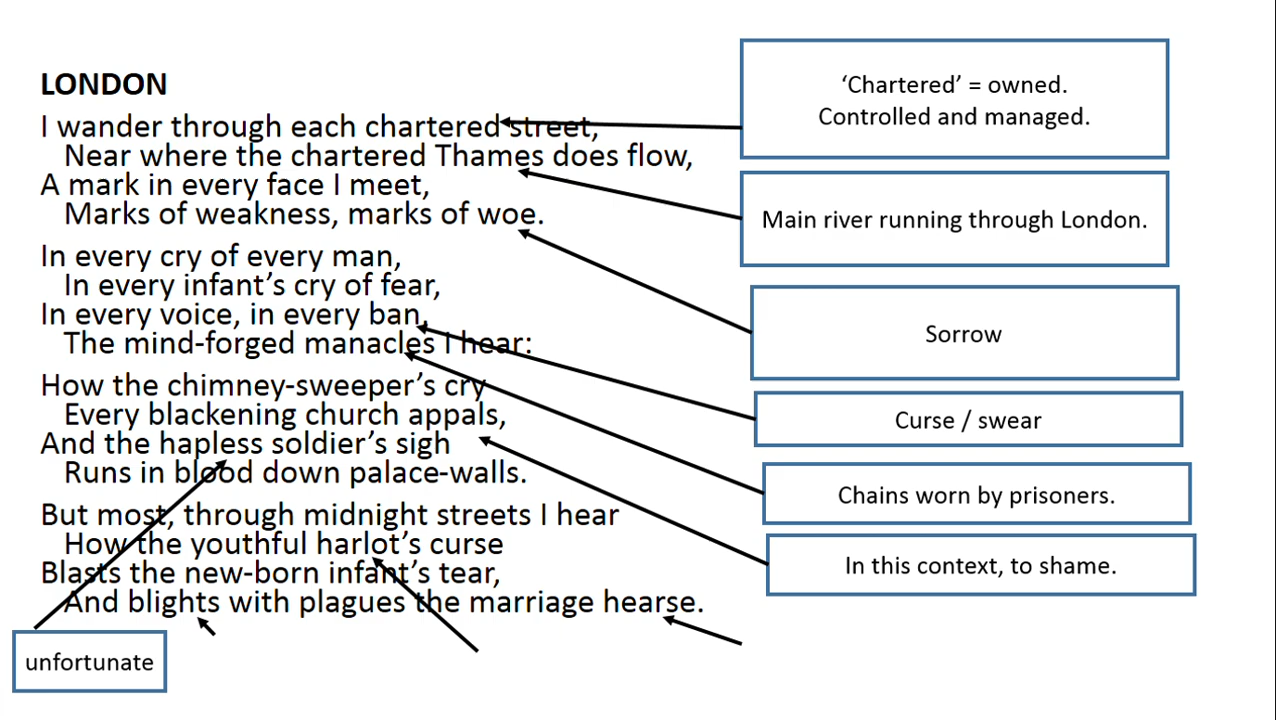 LONDON
I wander through each chartered street,
Near where the chartered Thames does flow,
A mark in every face I meet,
Marks of weakness, marks of woe.
In every cry of every man,
In every infant’s cry of fear,
In every voice, in every ban,
The mind-forged manacles I hear:
How the chimney-sweeper’s cry
Every blackening church appals,
And the hapless soldier’s sigh
Runs in blood down palace-walls.
But most, through midnight streets I hear
How the youthful harlot’s curse
Blasts the new-born infant’s tear,
And blights with plagues the marriage hearse.
unfortunate
‘Chartered’ = owned.
Controlled and managed.
Main river running through London.
Sorrow
Curse / swear
Chains worn by prisoners.
In this context, to shame.